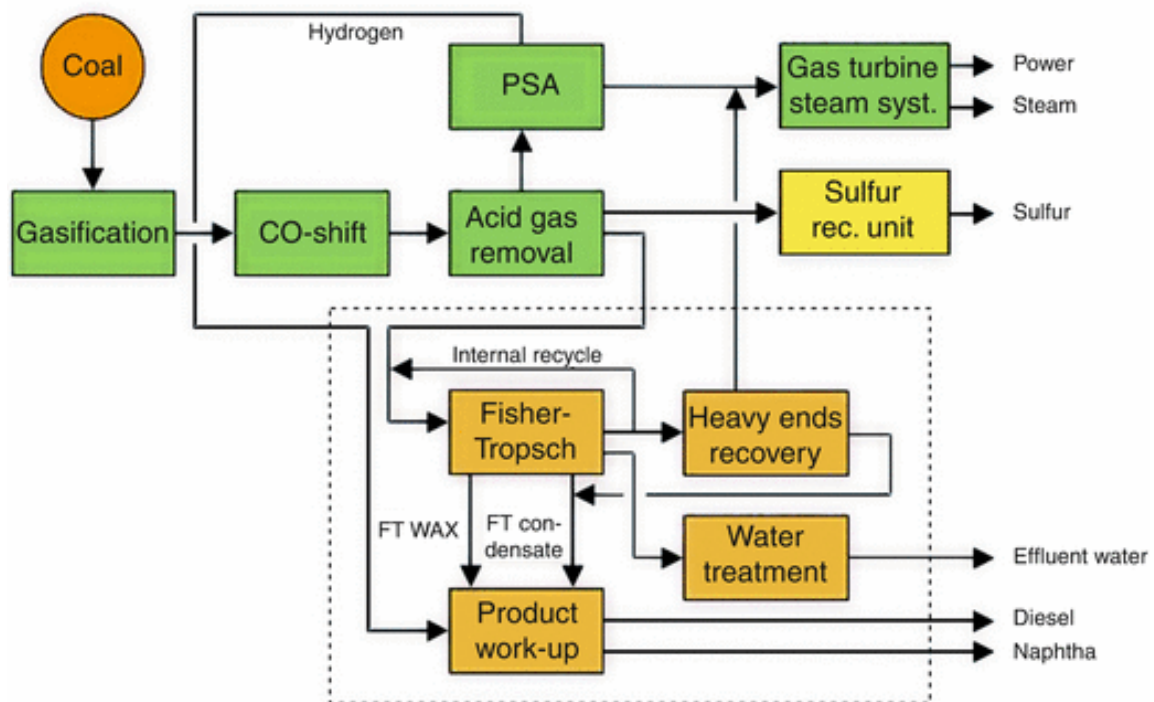 Hydrogen
Coal
PSA
Gas turbine
steam syst.
Power
Steam
Gasification
CO-shift
Acid gas
removal
Sulfur
rec. unit
Sulfur
Internal recycle
Fisher-
Tropsch
Heavy ends
recovery
FT WAX
FT con-
densate
Water
treatment
Effluent water
Product
work-up
Diesel
Naphtha